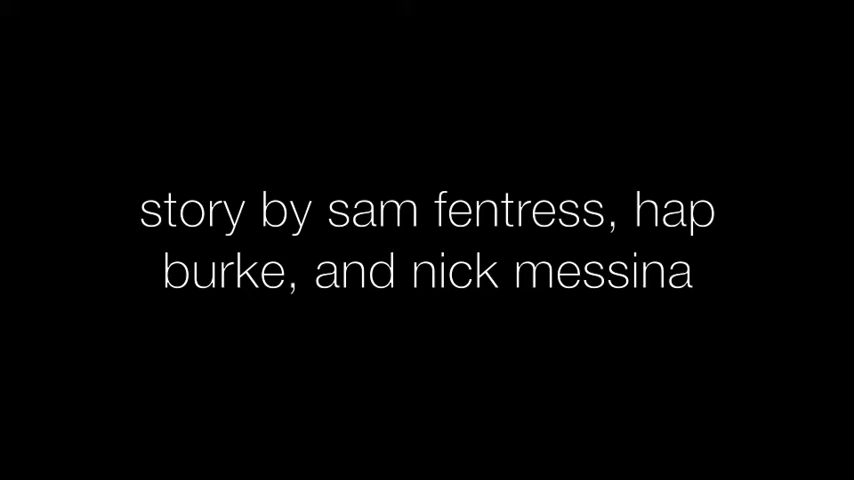 story by sam fentress, hap
burke, and nick messina